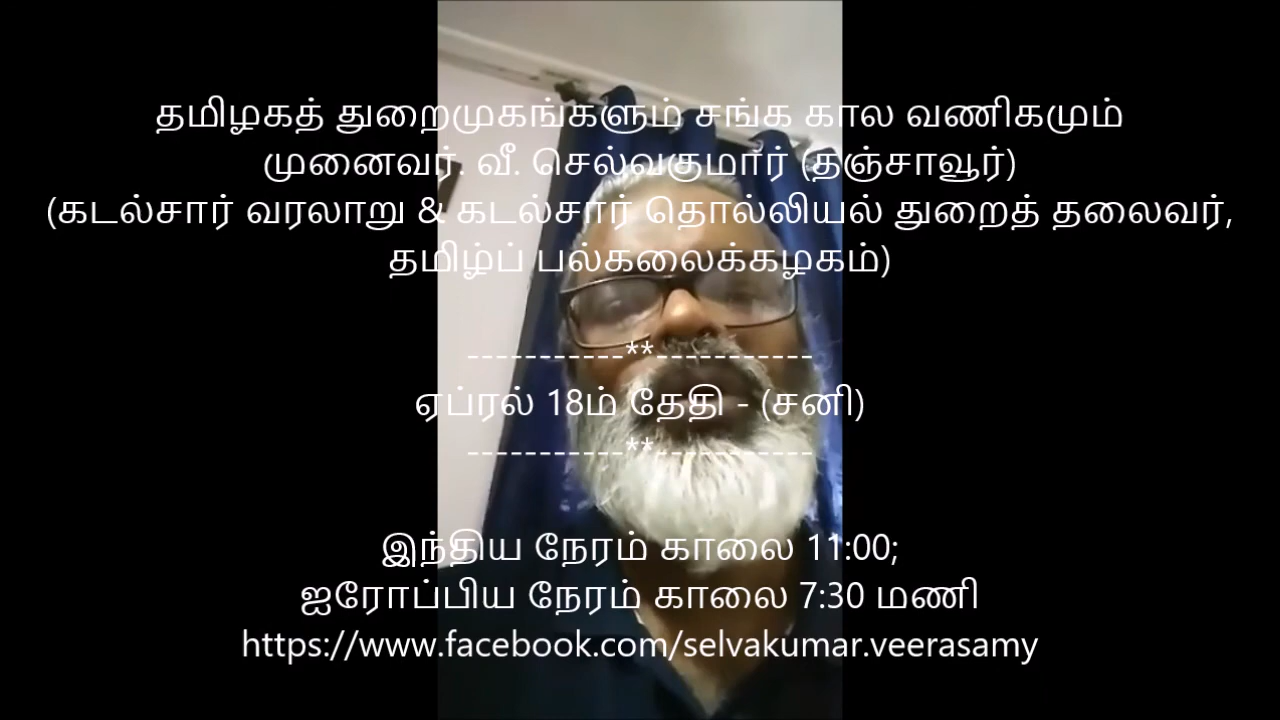 தமிழகத் துறைமுகங்களும் சங்க கால வணிகமும்
முனைவர். வீ. செல்வகுமார் (தஞ்சாவூர்)
(கடல்சார் வரலாறு & கடல்சார் தொல்லியல் துறைத் தலைவர்,
தமிழ்ப் பல்கலைக்கழகம்)
-----------**-----------
ஏப்ரல் 18ம் தேதி - (சனி)
-----------**-----------
இந்திய நேரம் காலை 11:00;
ஐரோப்பிய நேரம் காலை 7:30 மணி
https://www.facebook.com/selvakumar.veerasamy